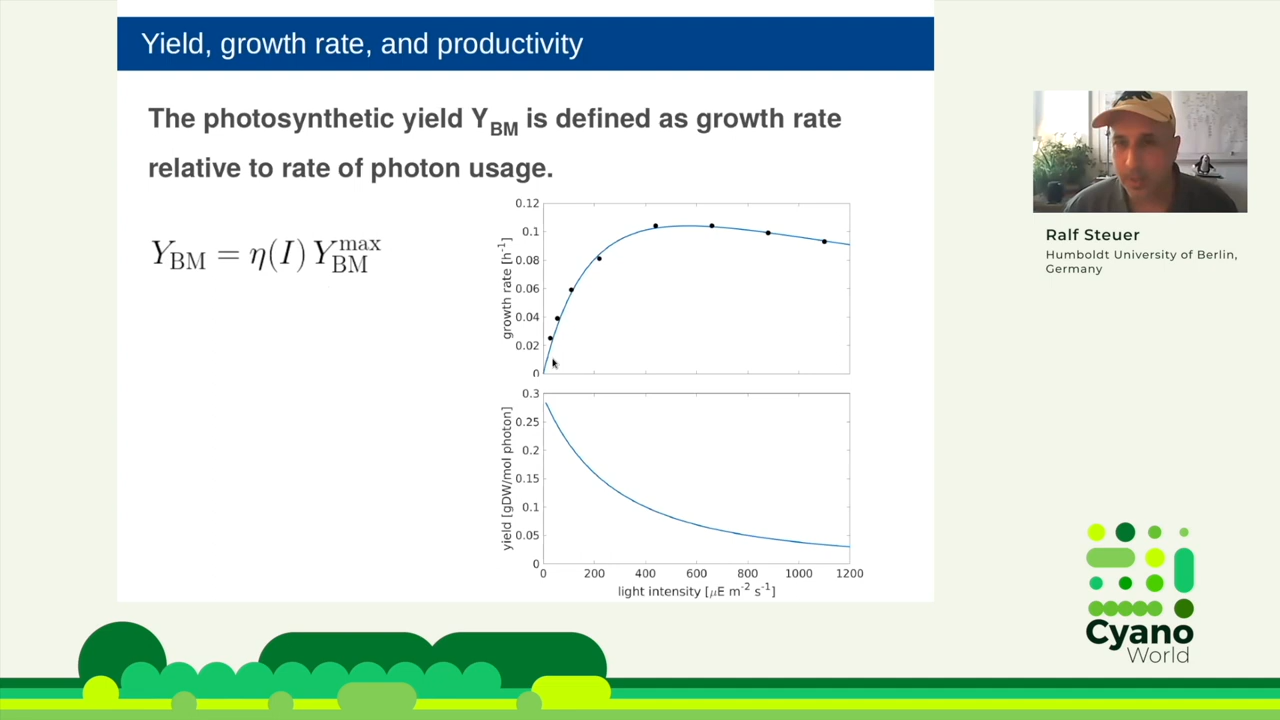 Yield, growth rate, and productivity
The photosynthetic yield Y_BM is defined as growth rate
relative to rate of photon usage.
Y_BM = η(I) Y_BM^max
0.12
0.1
0.08
0.06
0.04
0.02
0
growth rate [h^-1]
0.3
0.25
0.2
0.15
0.1
0.05
0
yield [gDW/mol photon]
0 200 400 600 800 1000 1200
light intensity [μE m^-2 s^-1]
Ralf Steuer
Humboldt University of Berlin,
Germany
Cyano
World